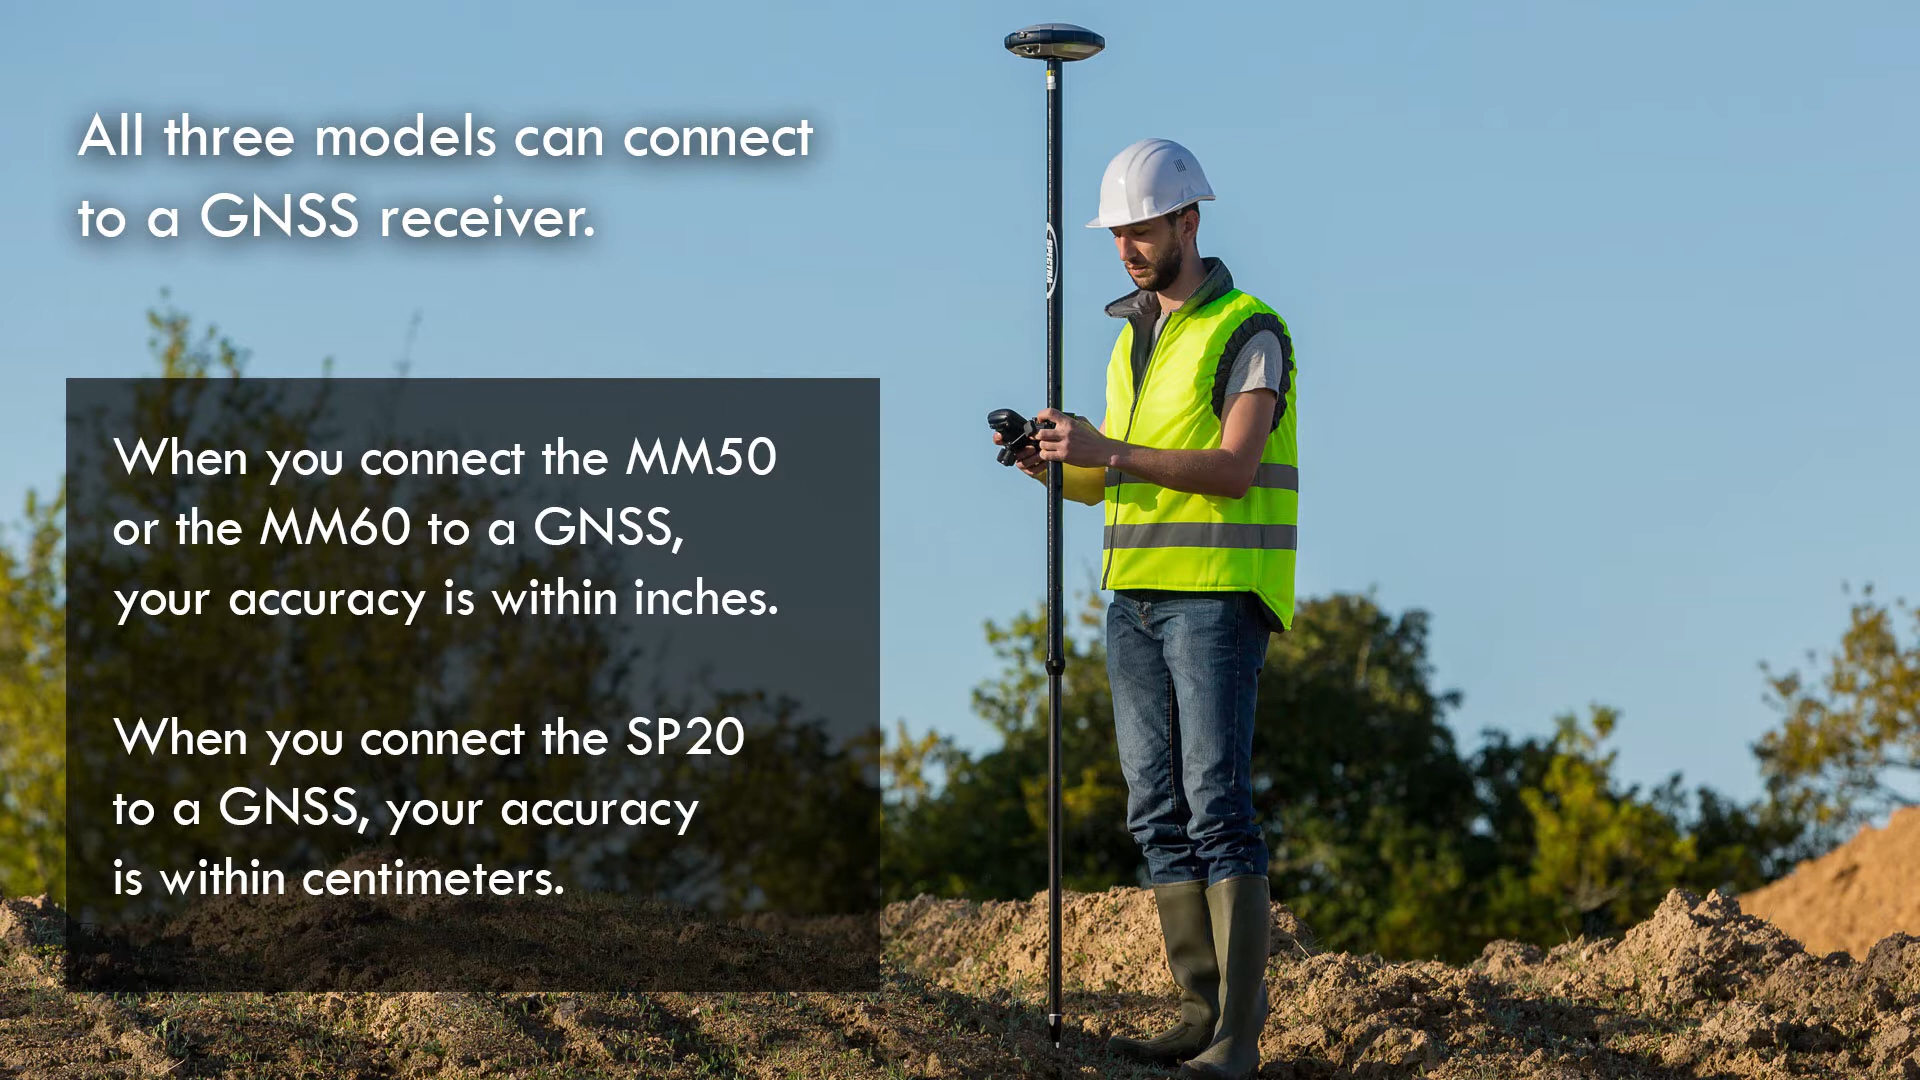 All three models can connect
to a GNSS receiver.
When you connect the MM50
or the MM60 to a GNSS,
your accuracy is within inches.
When you connect the SP20
to a GNSS, your accuracy
is within centimeters.
SPECTRA